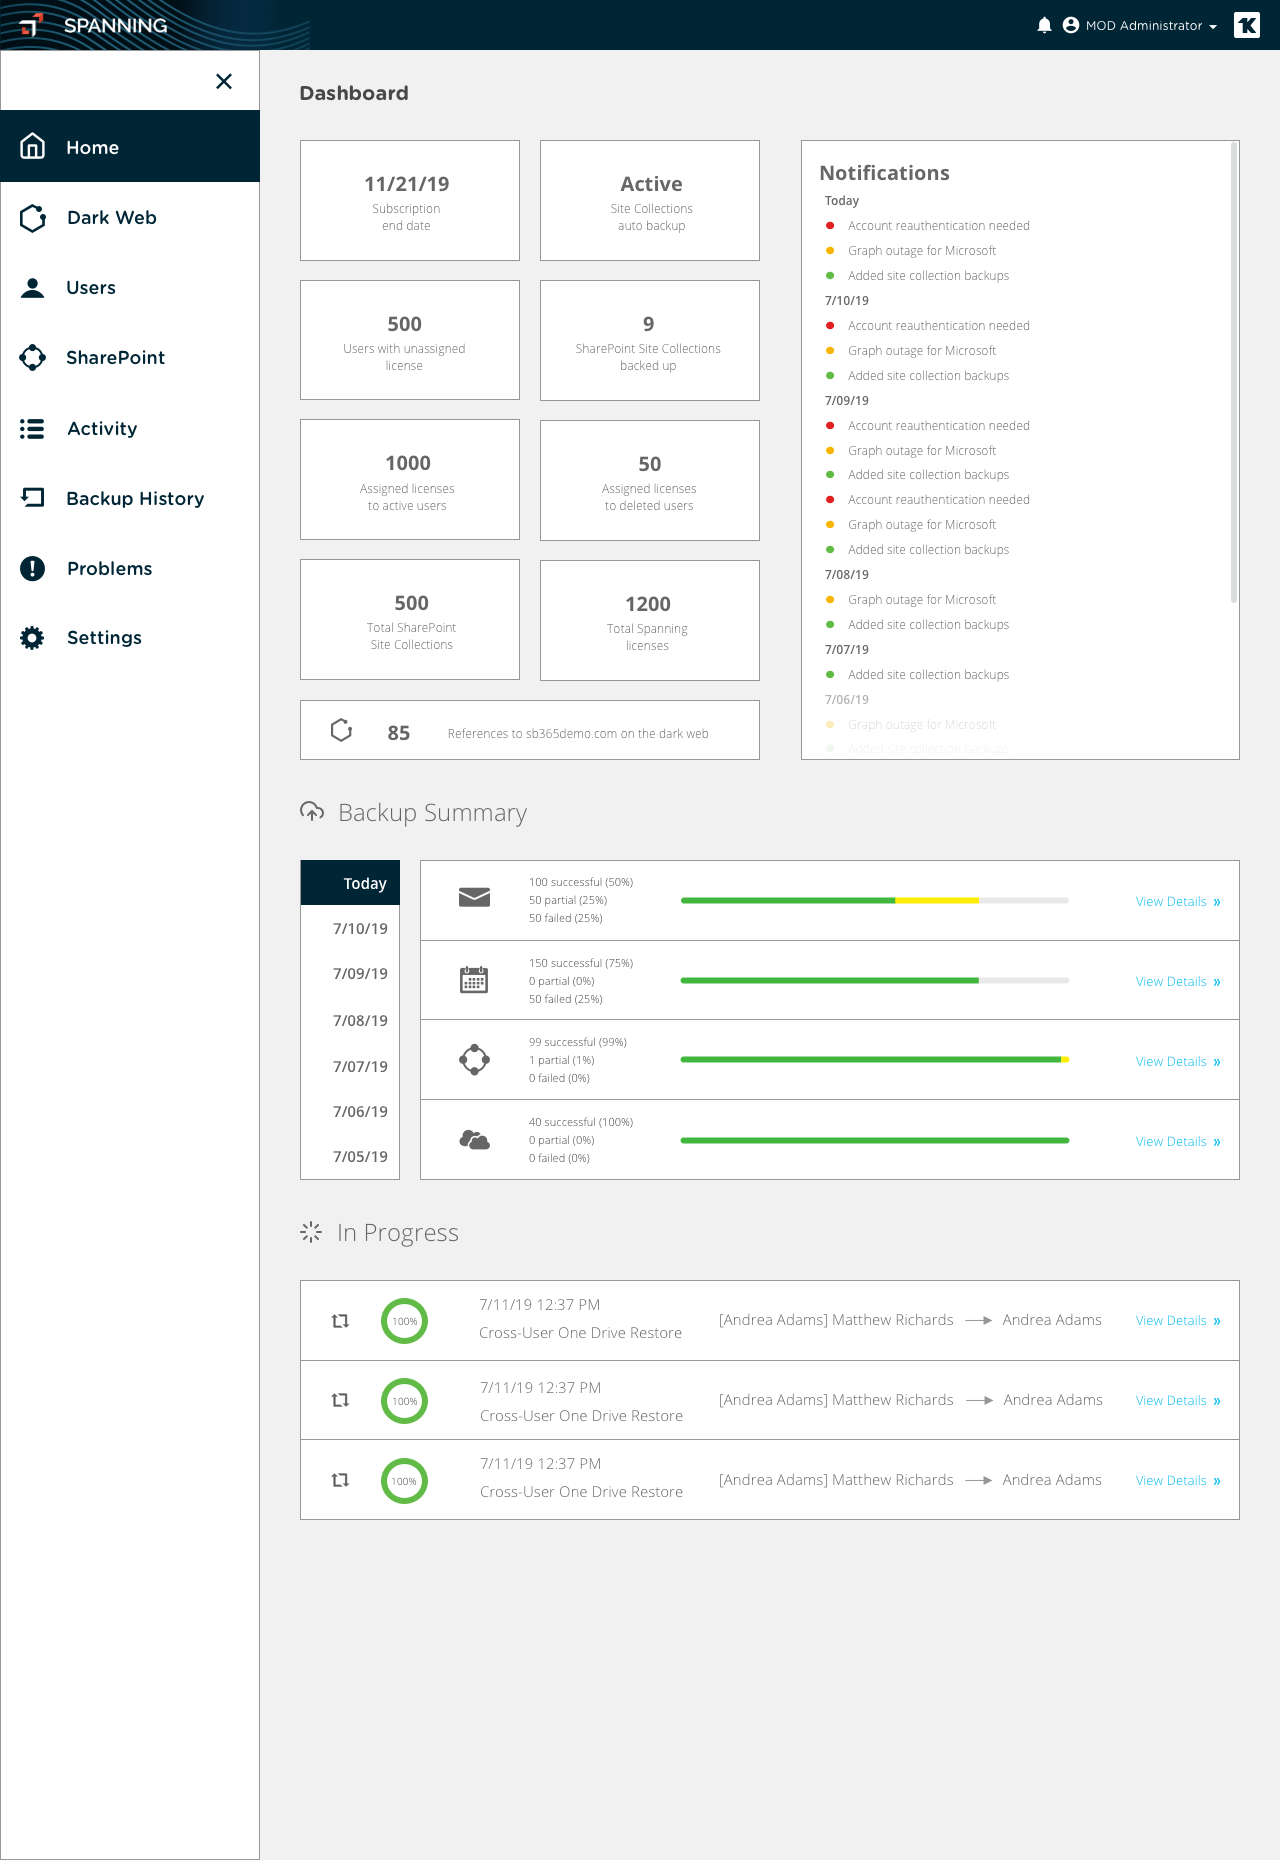 SPANNING
MOD Administrator
K
Home
Dark Web
Users
SharePoint
Activity
Backup History
Problems
Settings
Dashboard
11/21/19
Subscription
end date
Active
Site Collections
auto backup
500
Users with unassigned
license
9
SharePoint Site Collections
backed up
1000
Assigned licenses
to active users
50
Assigned licenses
to deleted users
500
Total SharePoint
Site Collections
1200
Total Spanning
licenses
85
References to sb365demo.com on the dark web
Notifications
Today
Account reauthentication needed
Graph outage for Microsoft
Added site collection backups
7/10/19
Account reauthentication needed
Graph outage for Microsoft
Added site collection backups
7/09/19
Account reauthentication needed
Graph outage for Microsoft
Added site collection backups
Account reauthentication needed
Graph outage for Microsoft
Added site collection backups
7/08/19
Graph outage for Microsoft
Added site collection backups
7/07/19
Added site collection backups
7/06/19
Graph outage for Microsoft
Added site collection backups
Backup Summary
Today
7/10/19
7/09/19
7/08/19
7/07/19
7/06/19
7/05/19
100 successful (50%)
50 partial (25%)
50 failed (25%)
View Details »
150 successful (75%)
0 partial (0%)
50 failed (25%)
View Details »
99 successful (99%)
1 partial (1%)
0 failed (0%)
View Details »
40 successful (100%)
0 partial (0%)
0 failed (0%)
View Details »
In Progress
100%
7/11/19 12:37 PM
Cross-User One Drive Restore
[Andrea Adams] Matthew Richards
Andrea Adams
View Details »
100%
7/11/19 12:37 PM
Cross-User One Drive Restore
[Andrea Adams] Matthew Richards
Andrea Adams
View Details »
100%
7/11/19 12:37 PM
Cross-User One Drive Restore
[Andrea Adams] Matthew Richards
Andrea Adams
View Details »